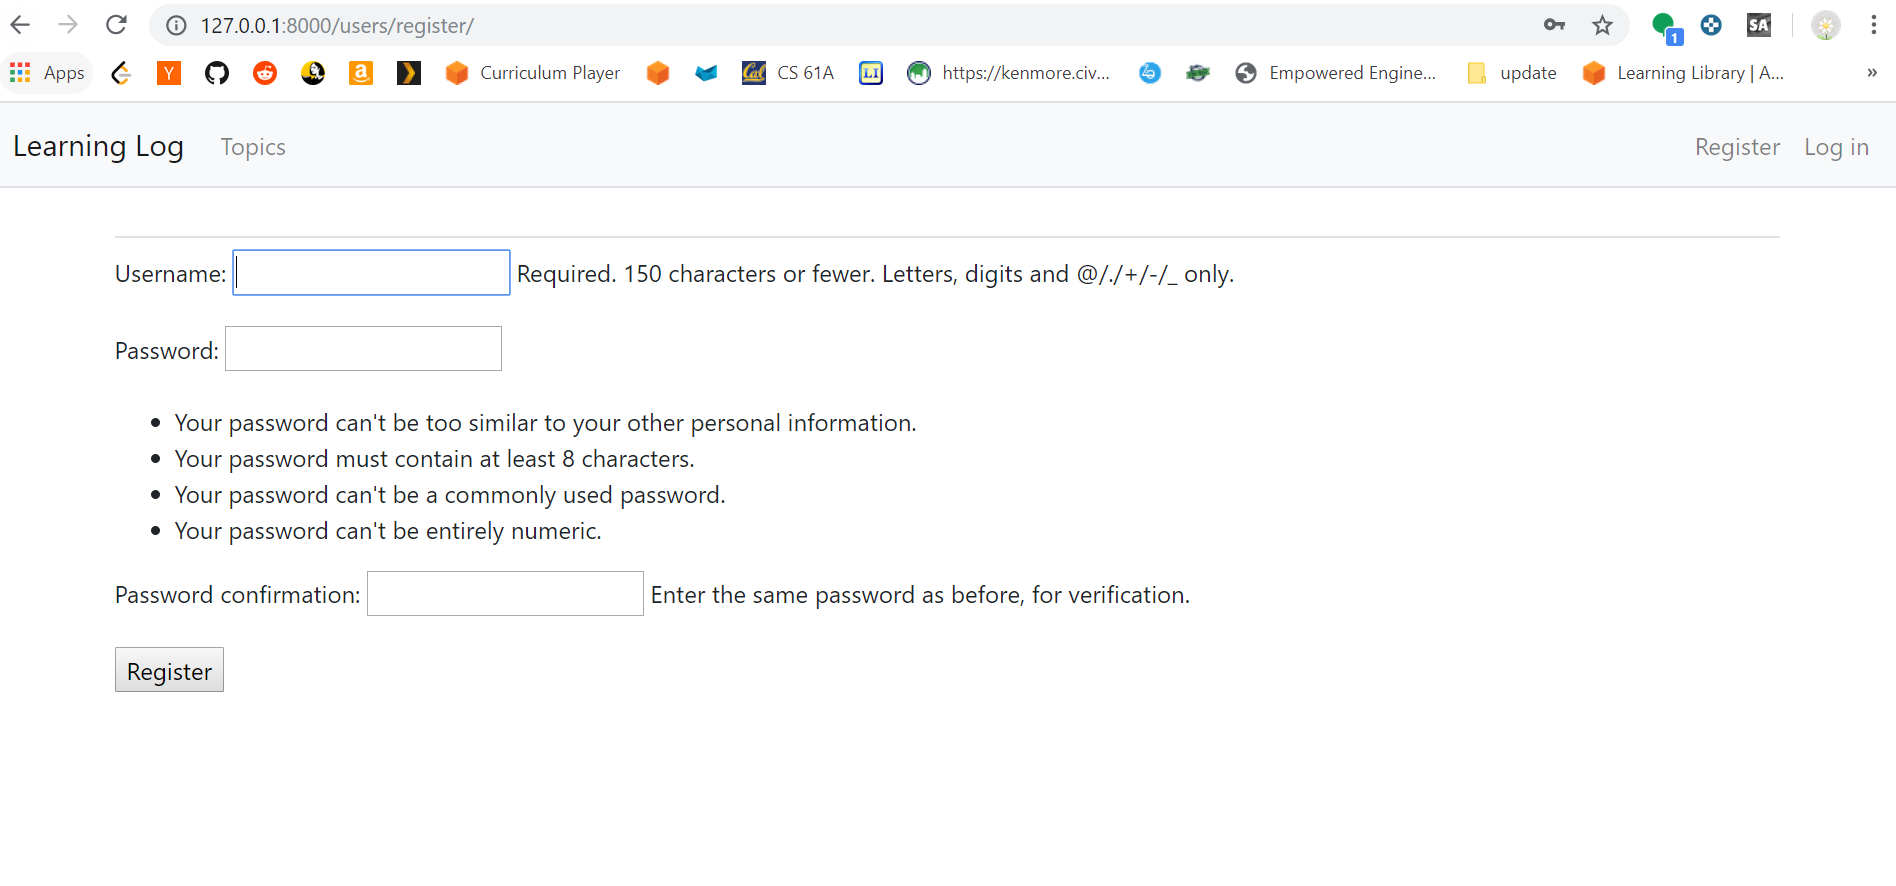 127.0.0.1:8000/users/register/
1
SA
Apps
Y
a
Curriculum Player
Cal
CS 61A
LI
https://kenmore.civ...
Empowered Engine...
update
Learning Library | A...
»
Learning Log
Topics
Register
Log in
Username:
Required. 150 characters or fewer. Letters, digits and @/./+/-/_ only.
Password:
Your password can't be too similar to your other personal information.
Your password must contain at least 8 characters.
Your password can't be a commonly used password.
Your password can't be entirely numeric.
Password confirmation:
Enter the same password as before, for verification.
Register